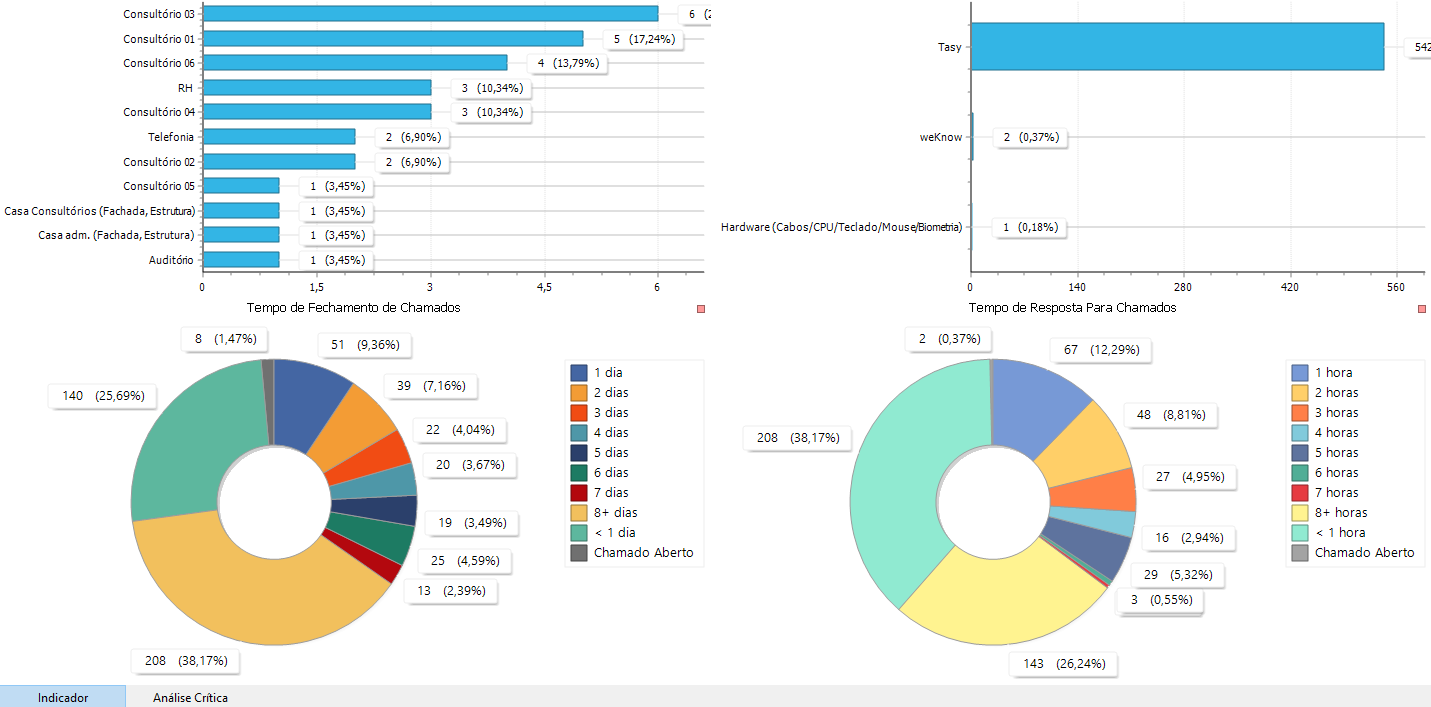 Consultório 03
6 (2
Consultório 01
5 (17,24%)
Consultório 06
4 (13,79%)
RH
3 (10,34%)
Consultório 04
3 (10,34%)
Telefonia
2 (6,90%)
Consultório 02
2 (6,90%)
Consultório 05
1 (3,45%)
Casa Consultórios (Fachada, Estrutura)
1 (3,45%)
Casa adm. (Fachada, Estrutura)
1 (3,45%)
Auditório
1 (3,45%)
0 1,5 3 4,5 6
Tasy
542
weKnow
2 (0,37%)
Hardware (Cabos/CPU/Teclado/Mouse/Biometria)
1 (0,18%)
0 140 280 420 560
Tempo de Fechamento de Chamados
8 (1,47%)
51 (9,36%)
39 (7,16%)
140 (25,69%)
22 (4,04%)
20 (3,67%)
19 (3,49%)
25 (4,59%)
13 (2,39%)
208 (38,17%)
1 dia
2 dias
3 dias
4 dias
5 dias
6 dias
7 dias
8+ dias
< 1 dia
Chamado Aberto
Tempo de Resposta Para Chamados
2 (0,37%)
67 (12,29%)
48 (8,81%)
208 (38,17%)
27 (4,95%)
16 (2,94%)
29 (5,32%)
3 (0,55%)
143 (26,24%)
1 hora
2 horas
3 horas
4 horas
5 horas
6 horas
7 horas
8+ horas
< 1 hora
Chamado Aberto
Indicador
Análise Crítica